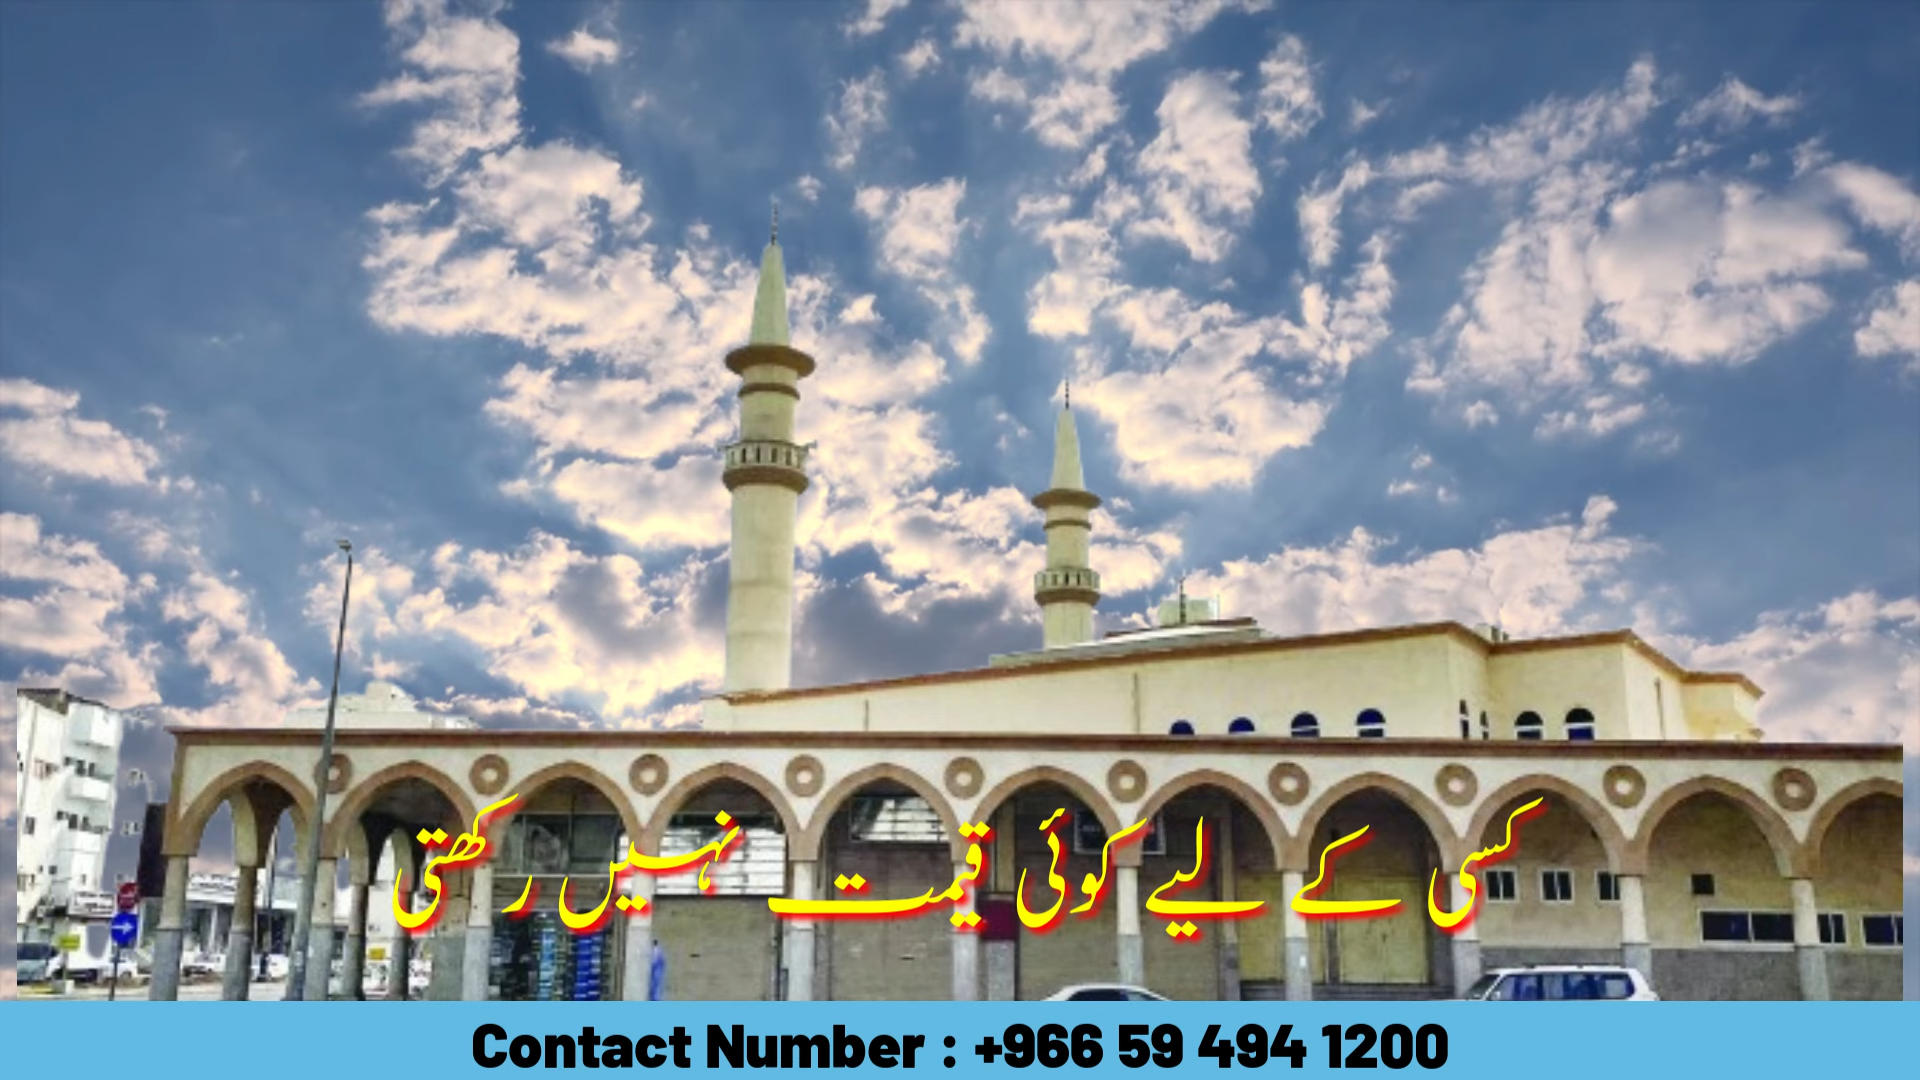 کسی کے لیے کوئی قیمت نہیں رکھتی
Contact Number : +966 59 494 1200